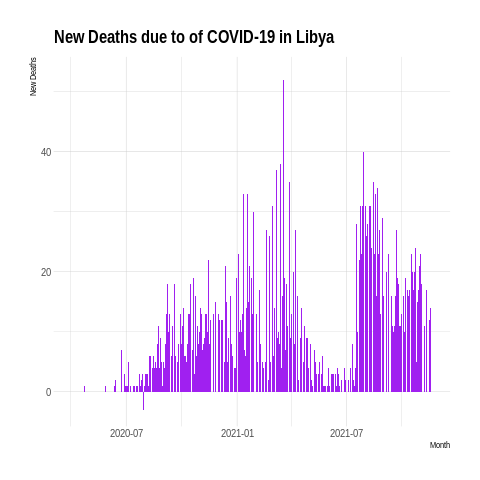 New Deaths due to of COVID-19 in Libya
New Deaths
40
20
0
2020-07
2021-01
2021-07
Month